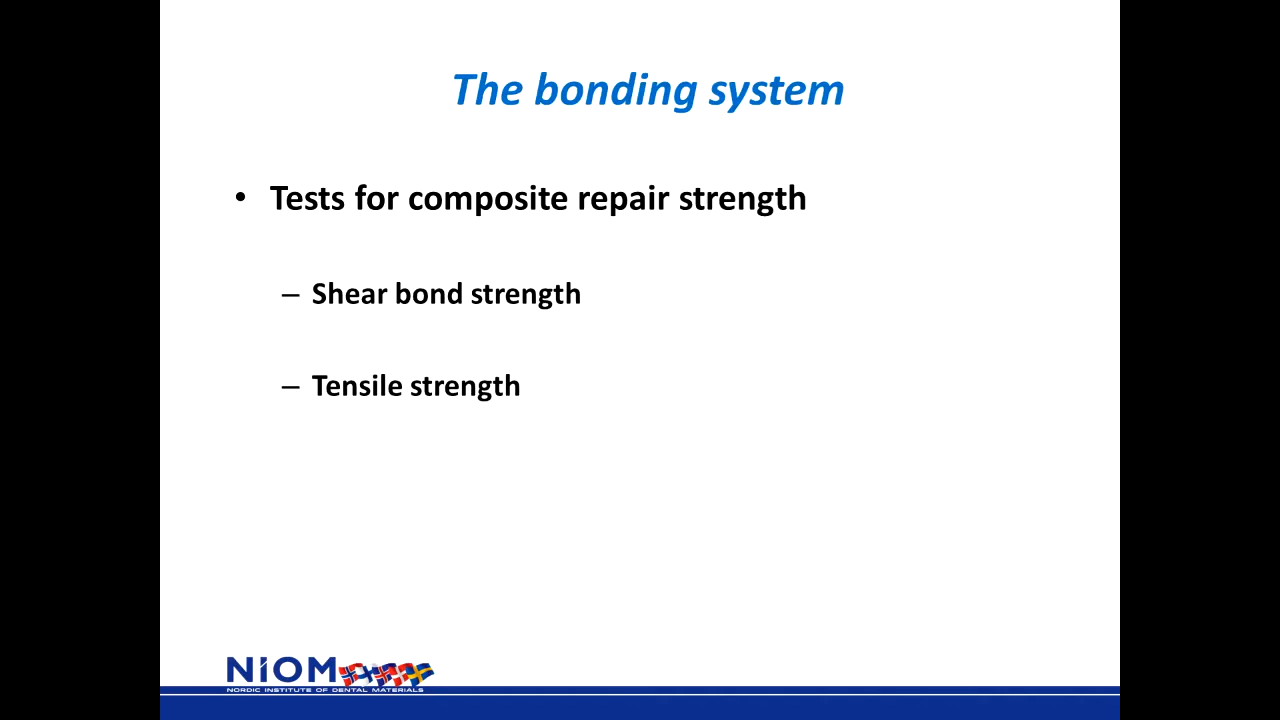 The bonding system
• Tests for composite repair strength
– Shear bond strength
– Tensile strength
NIOM
NORDIC INSTITUTE OF DENTAL MATERIALS